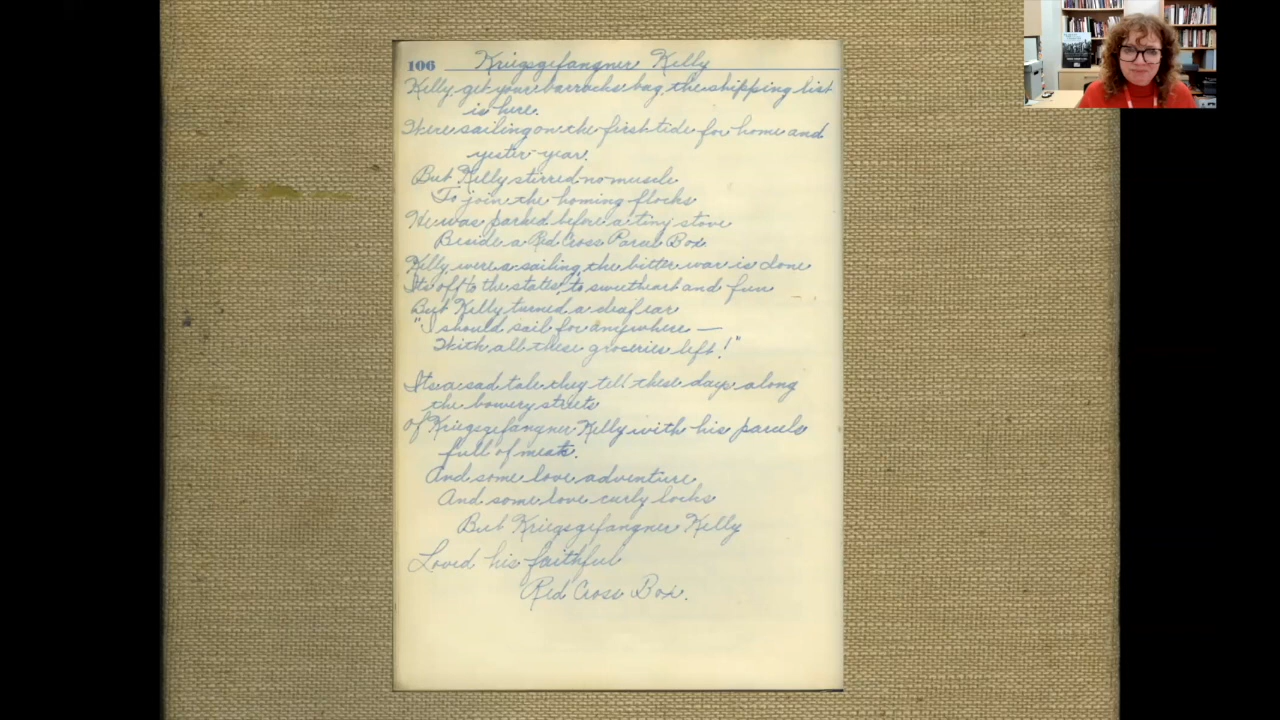 106 Kriegsgefangner Kelly
Kelly, get your barracks bag, the shipping list
is here.
We're sailing on the first tide for home and
yester-year.
But Kelly stirred no muscle
To join the homing flocks
He was parked before a tiny stove
Beside a Red Cross Parcel Box
Kelly, were a-sailing, the bitter war is done
Its off to the states, to sweetheart and fun
But Kelly turned a deaf ear
"I should sail for anywhere —
With all these groceries left!"
Its a sad tale they tell these days along
the bowery streets
of Kriegsgefangner Kelly with his parcels
full of meats.
And some love adventure
And some love curly locks
But Kriegsgefangner Kelly
Loved his faithful
Red Cross Box.